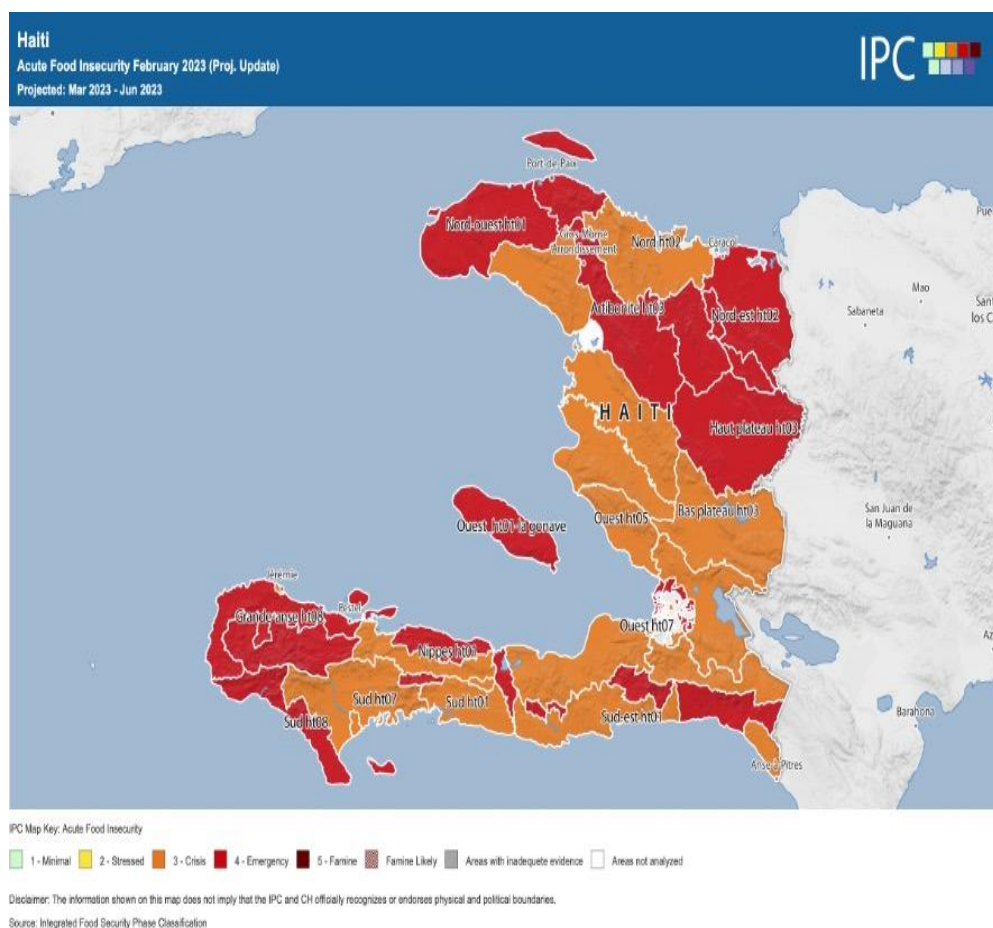 Haiti
Acute Food Insecurity February 2023 (Proj. Update)
Projected: Mar 2023 - Jun 2023
IPC
Port-de-Paix
Nord-ouest ht01
Gros Morne
Arrondissement
Nord ht02
Caracol
Artibonite ht03
Nord-est ht02
Mao
Sabaneta
los C
HAITI
Haut plateau ht03
San Juan de
la Maguana
Ouest ht01-la gonave
Ouest ht05
Bas plateau ht03
Jérémie
Pestel
Grande-anse ht08
Ouest ht07
Nippes ht01
Sud ht07
Sud ht01
Sud ht08
Sud-est ht01
Barahona
Anse-à-Pitres
IPC Map Key: Acute Food Insecurity
1 - Minimal 2 - Stressed 3 - Crisis 4 - Emergency 5 - Famine Famine Likely Areas with inadequete evidence Areas not analyzed
Disclaimer: The information shown on this map does not imply that the IPC and CH officially recognizes or endorses physical and political boundaries.
Source: Integrated Food Security Phase Classification